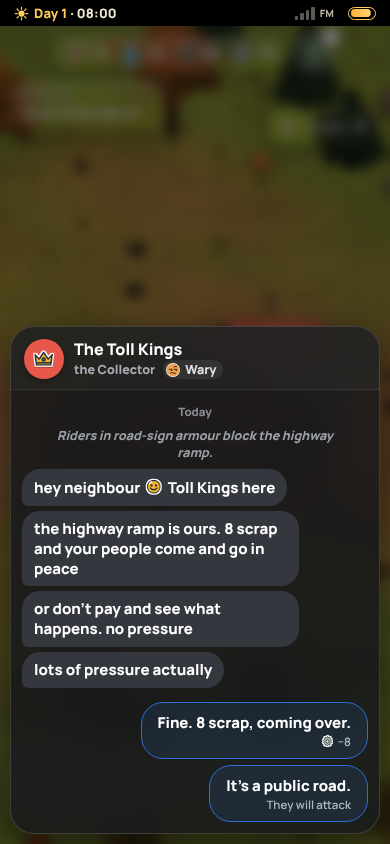 Day 1 · 08:00
FM
The Toll Kings
the Collector
Wary
Today
Riders in road-sign armour block the highway
ramp.
hey neighbour 😊 Toll Kings here
the highway ramp is ours. 8 scrap
and your people come and go in
peace
or don't pay and see what
happens. no pressure
lots of pressure actually
Fine. 8 scrap, coming over.
−8
It's a public road.
They will attack